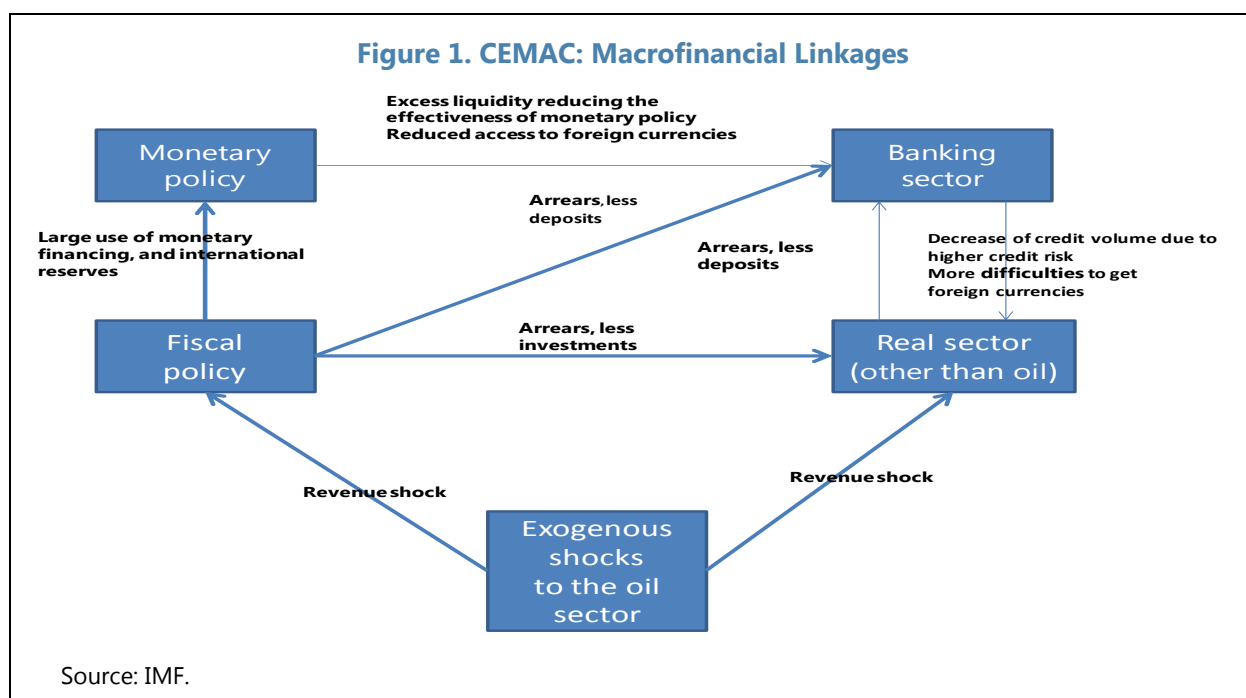 Figure 1. CEMAC: Macrofinancial Linkages
Excess liquidity reducing the
effectiveness of monetary policy
Reduced access to foreign currencies
Monetary
policy
Banking
sector
Arrears, less
deposits
Large use of monetary
financing, and international
reserves
Arrears, less
deposits
Decrease of credit volume due to
higher credit risk
More difficulties to get
foreign currencies
Fiscal
policy
Arrears, less
investments
Real sector
(other than oil)
Revenue shock
Revenue shock
Exogenous
shocks
to the oil
sector
Source: IMF.